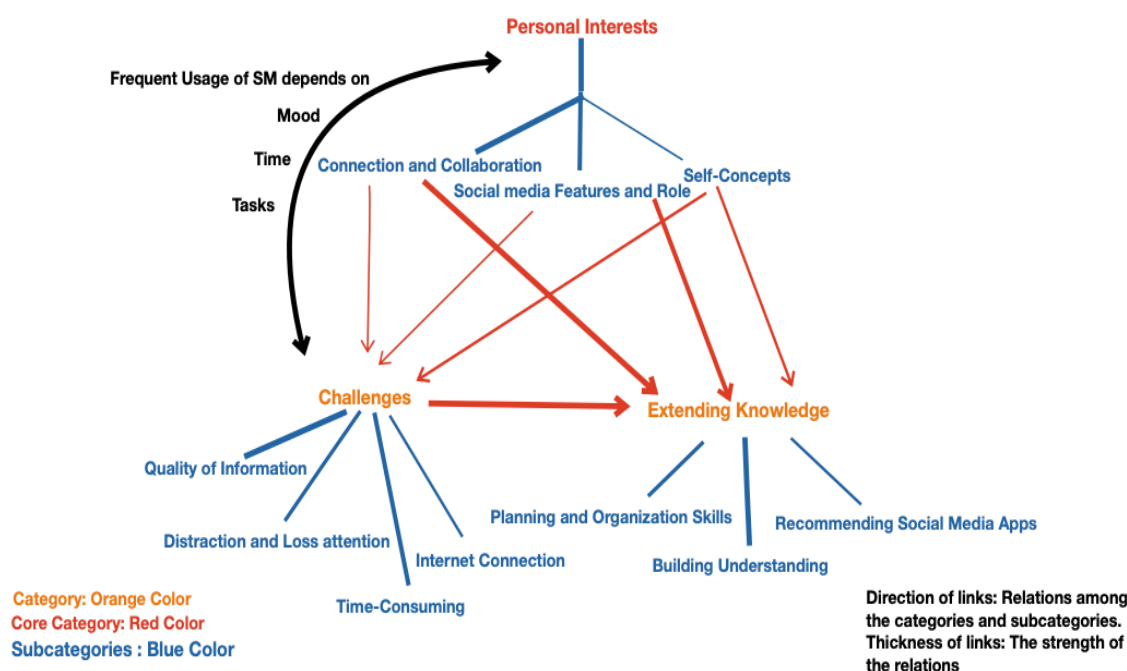 Personal Interests
Frequent Usage of SM depends on
Mood
Time
Tasks
Connection and Collaboration
Social media Features and Role
Self-Concepts
Challenges
Extending Knowledge
Quality of Information
Distraction and Loss attention
Internet Connection
Time-Consuming
Planning and Organization Skills
Recommending Social Media Apps
Building Understanding
Category: Orange Color
Core Category: Red Color
Subcategories : Blue Color
Direction of links: Relations among
the categories and subcategories.
Thickness of links: The strength of
the relations